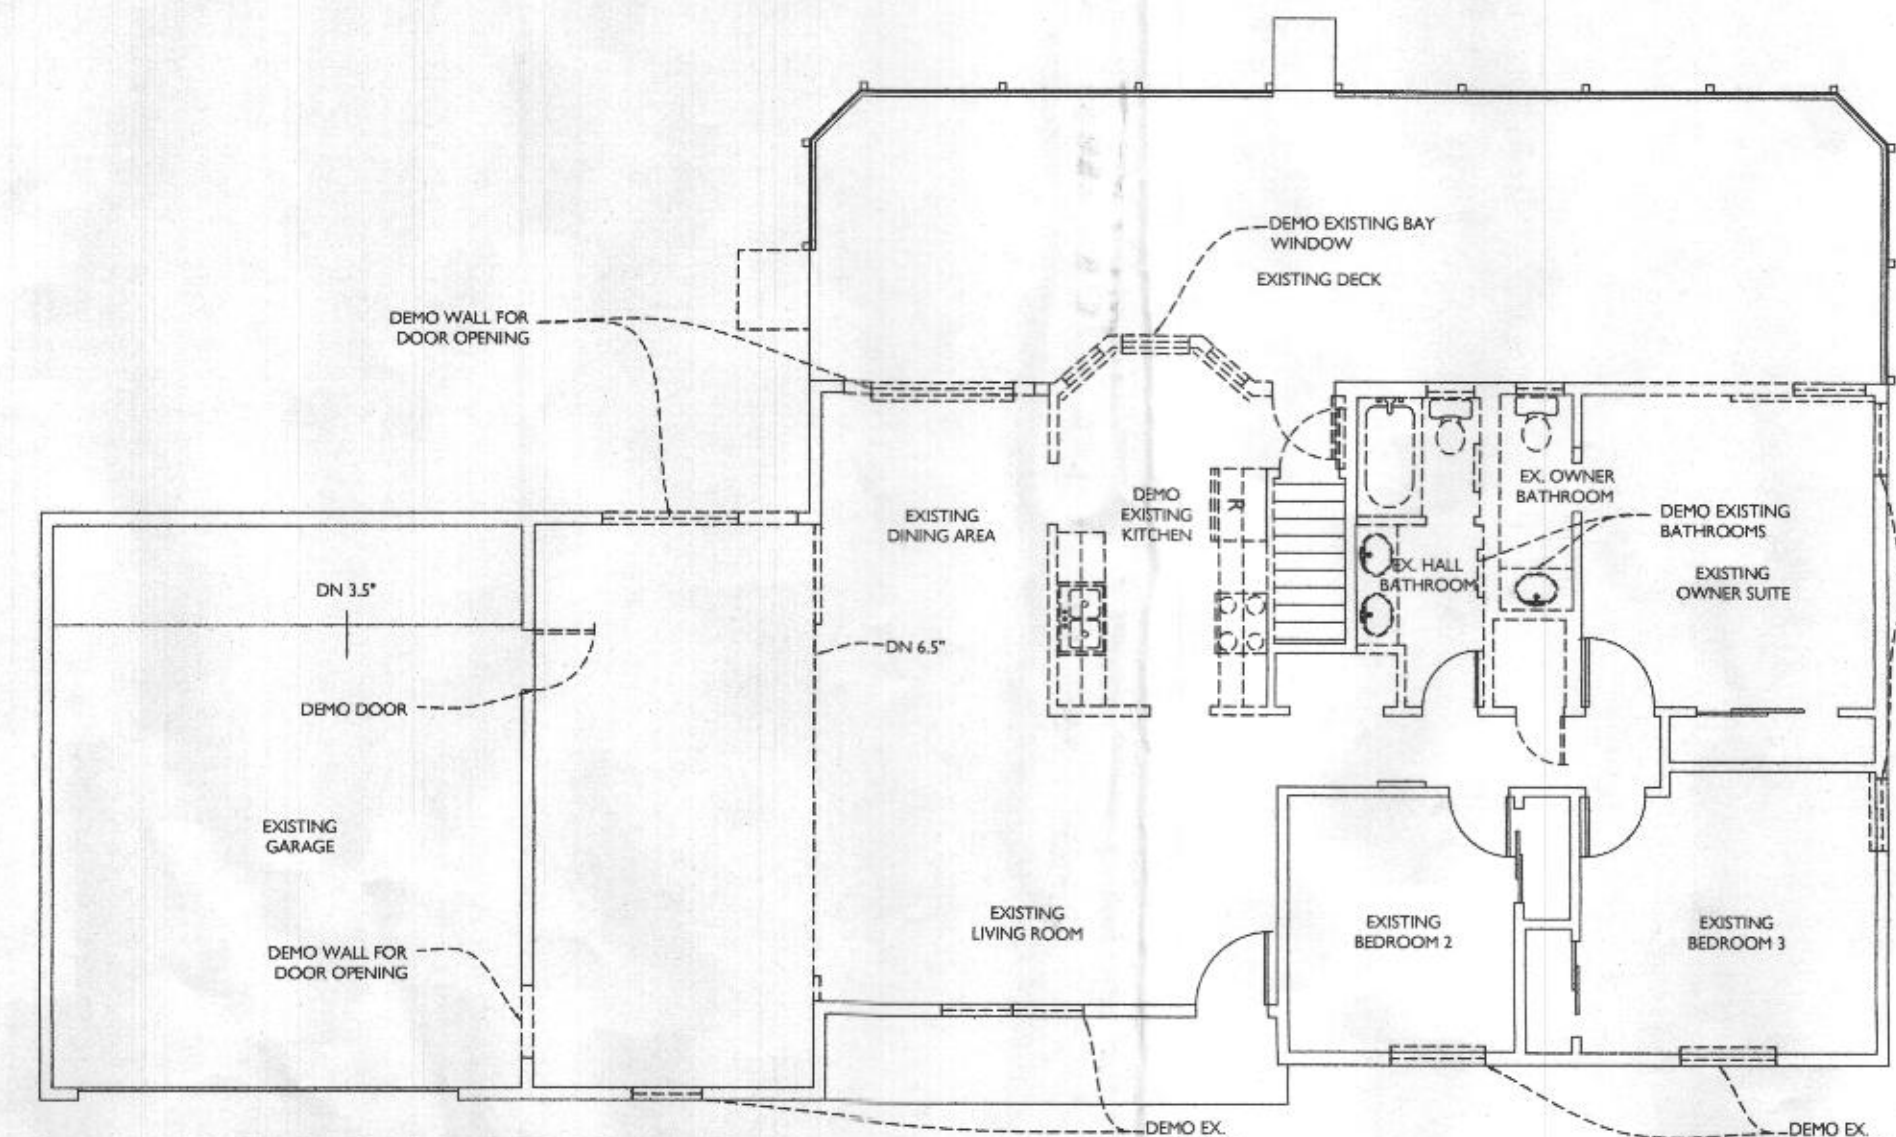 DEMO EXISTING BAY
WINDOW
EXISTING DECK
DEMO WALL FOR
DOOR OPENING
DEMO
EXISTING
KITCHEN
R
EX. OWNER
BATHROOM
EXISTING
DINING AREA
DEMO EXISTING
BATHROOMS
EX. HALL
BATHROOM
EXISTING
OWNER SUITE
DN 3.5"
DN 6.5"
DEMO DOOR
EXISTING
GARAGE
EXISTING
LIVING ROOM
EXISTING
BEDROOM 2
EXISTING
BEDROOM 3
DEMO WALL FOR
DOOR OPENING
DEMO EX.
DEMO EX.